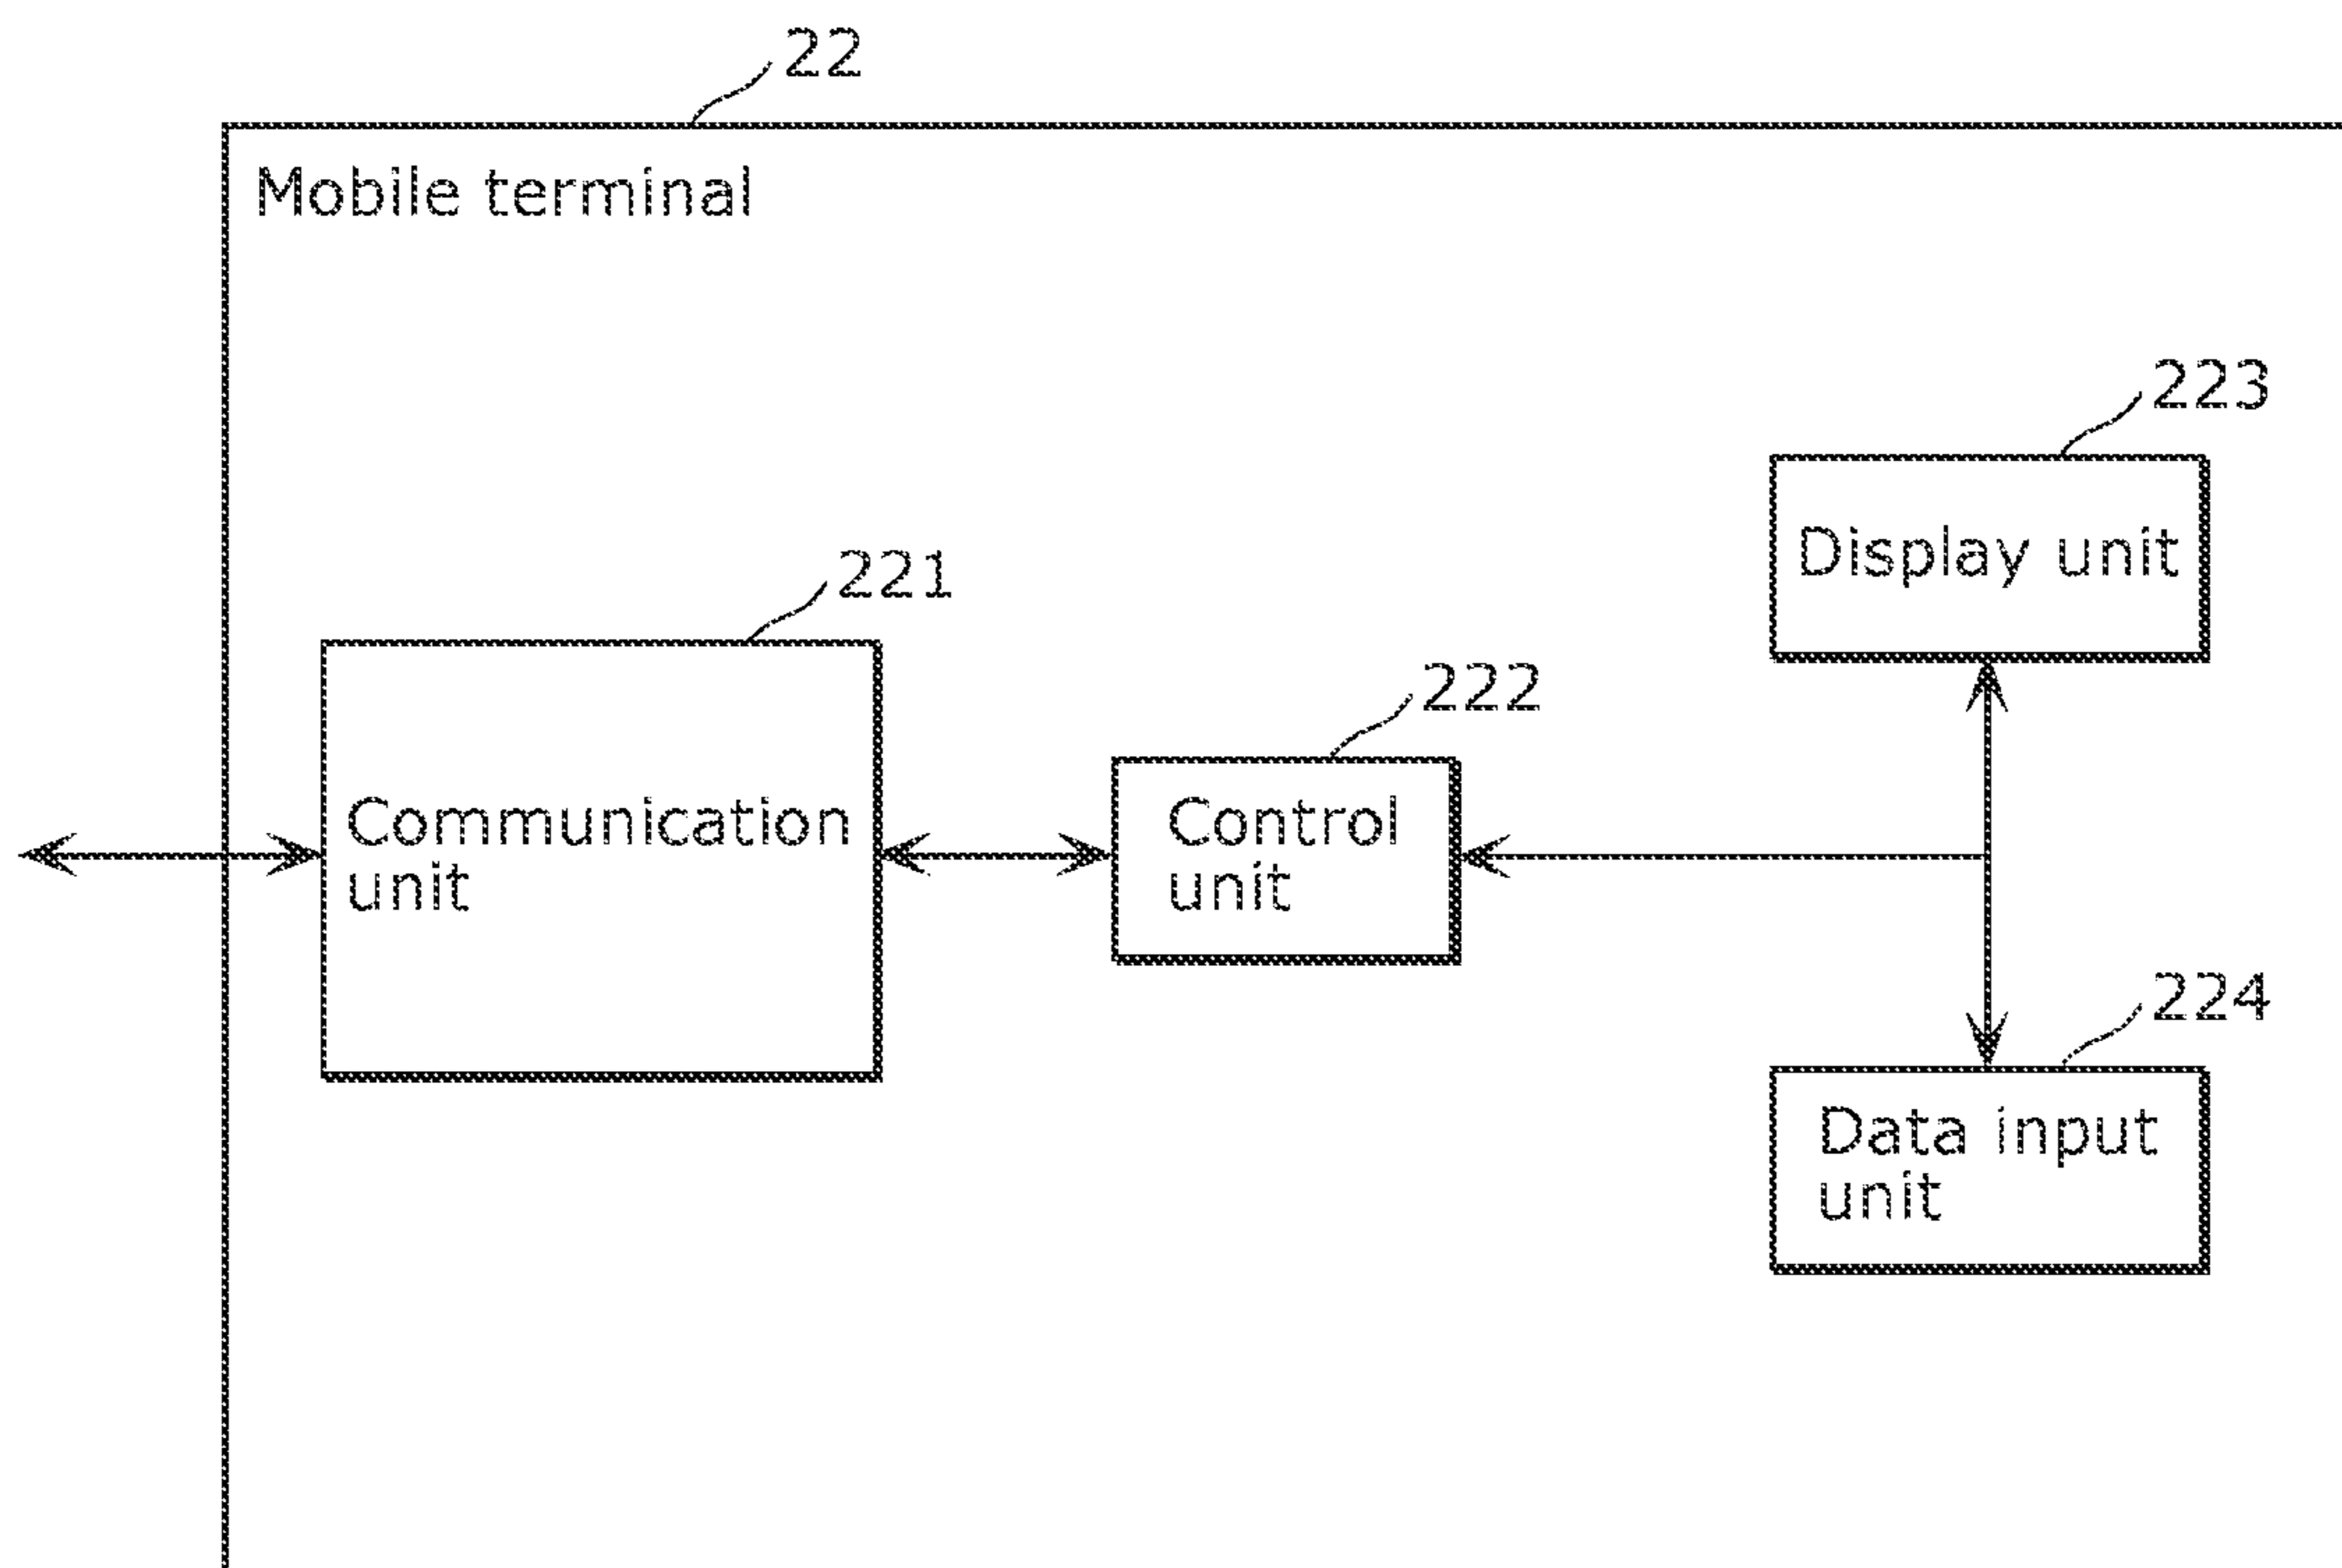 22
Mobile terminal
223
Display unit
221
222
Communication
unit
Control
unit
224
Data input
unit